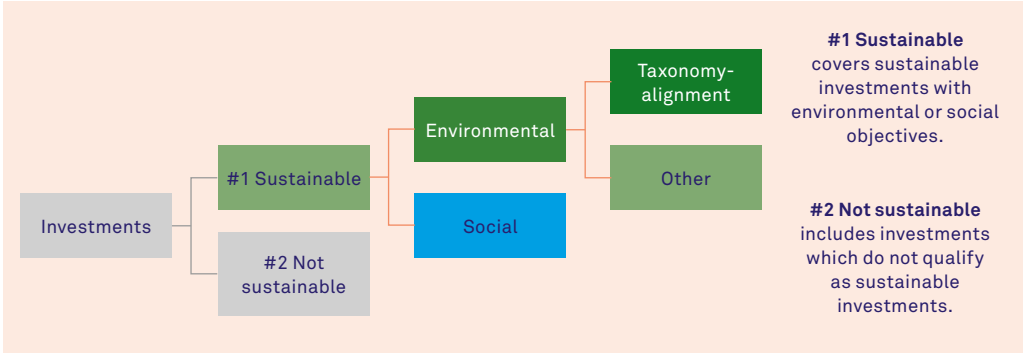 Investments
#1 Sustainable
#2 Not
sustainable
Environmental
Social
Taxonomy-
alignment
Other
#1 Sustainable
covers sustainable
investments with
environmental or social
objectives.
#2 Not sustainable
includes investments
which do not qualify
as sustainable
investments.